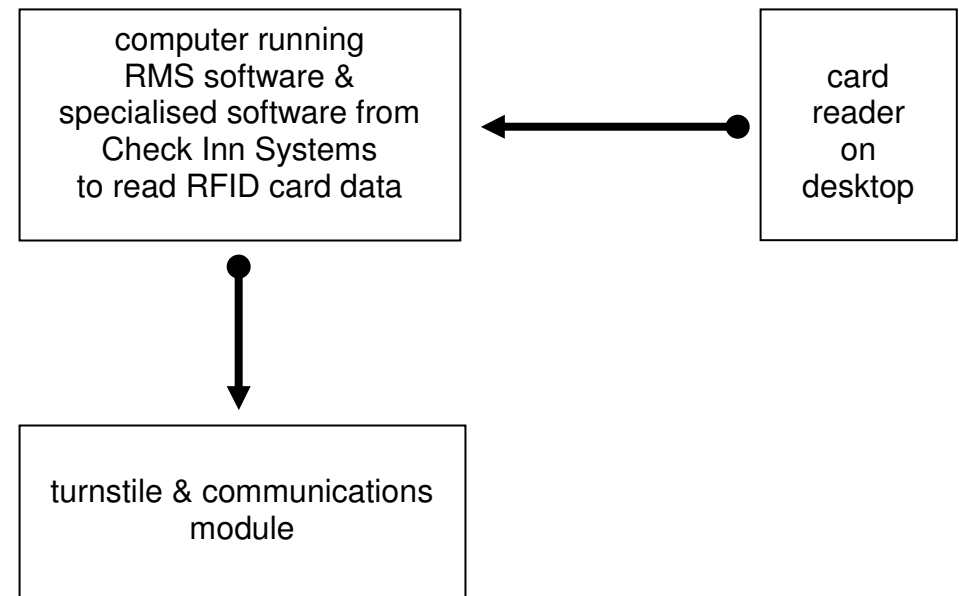 computer running
RMS software &
specialised software from
Check Inn Systems
to read RFID card data
card
reader
on
desktop
turnstile & communications
module